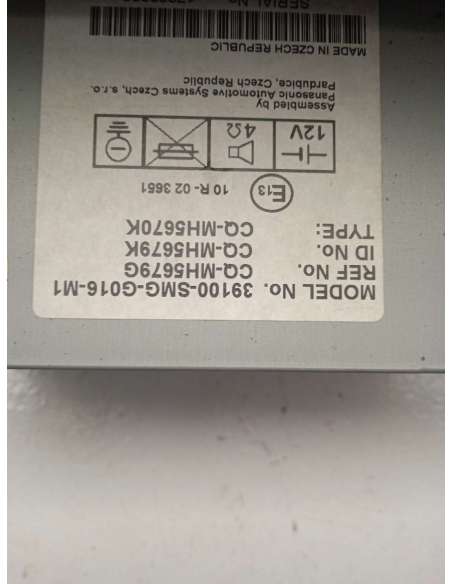 MODEL No. 39100-SMG-G016-M1
REF No. CQ-MH5679G
ID No. CQ-MH5679K
TYPE: CQ-MH5670K
E13 10 R- 02 3651
12V 4Ω
Assembled by
Panasonic Automotive Systems Czech, s.r.o.
Pardubice, Czech Republic
MADE IN CZECH REPUBLIC
SERIAL No.